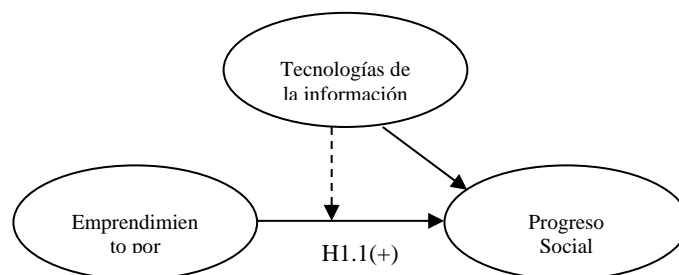 Tecnologías de
la información
Emprendimien
to por
Progreso
Social
H1.1(+)